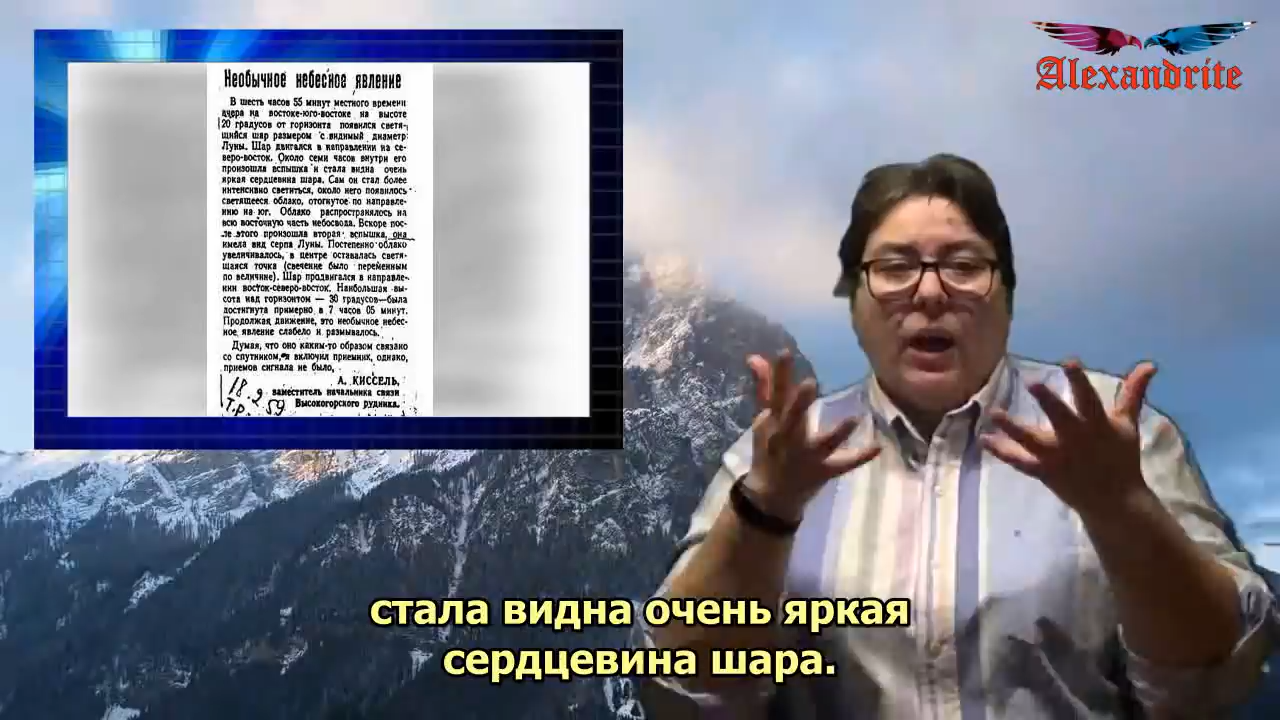 Необычное небесное явление
В шесть часов 55 минут местного времени
вчера на востоке-юго-востоке на высоте
20 градусов от горизонта появился светя-
щийся шар размером с видимый диаметр
Луны. Шар двигался в направлении на се-
веро-восток. Около семи часов внутри его
произошла вспышка и стала видна очень
яркая сердцевина шара. Сам он стал более
интенсивно светиться, около него появилось
светящееся облако, отогнутое по направле-
нию на юг. Облако распространялось на
всю восточную часть небосвода. Вскоре пос-
ле этого произошла вторая вспышка, она
имела вид серпа Луны. Постепенно облако
увеличивалось, в центре оставалась светя-
щаяся точка (свечение было переменным
по величине). Шар продвигался в направле-
нии восток-северо-восток. Наибольшая вы-
сота над горизонтом — 30 градусов—была
достигнута примерно в 7 часов 05 минут.
Продолжая движение, это необычное небес-
ное явление слабело и размывалось.
Думая, что оно каким-то образом связано
со спутником, я включил приемник, однако,
приемов сигнала не было.
А. КИССЕЛЬ,
заместитель начальника связи
Высокогорского рудника.
18.2.59
Т.Р.
Alexandrite
стала видна очень яркая
сердцевина шара.